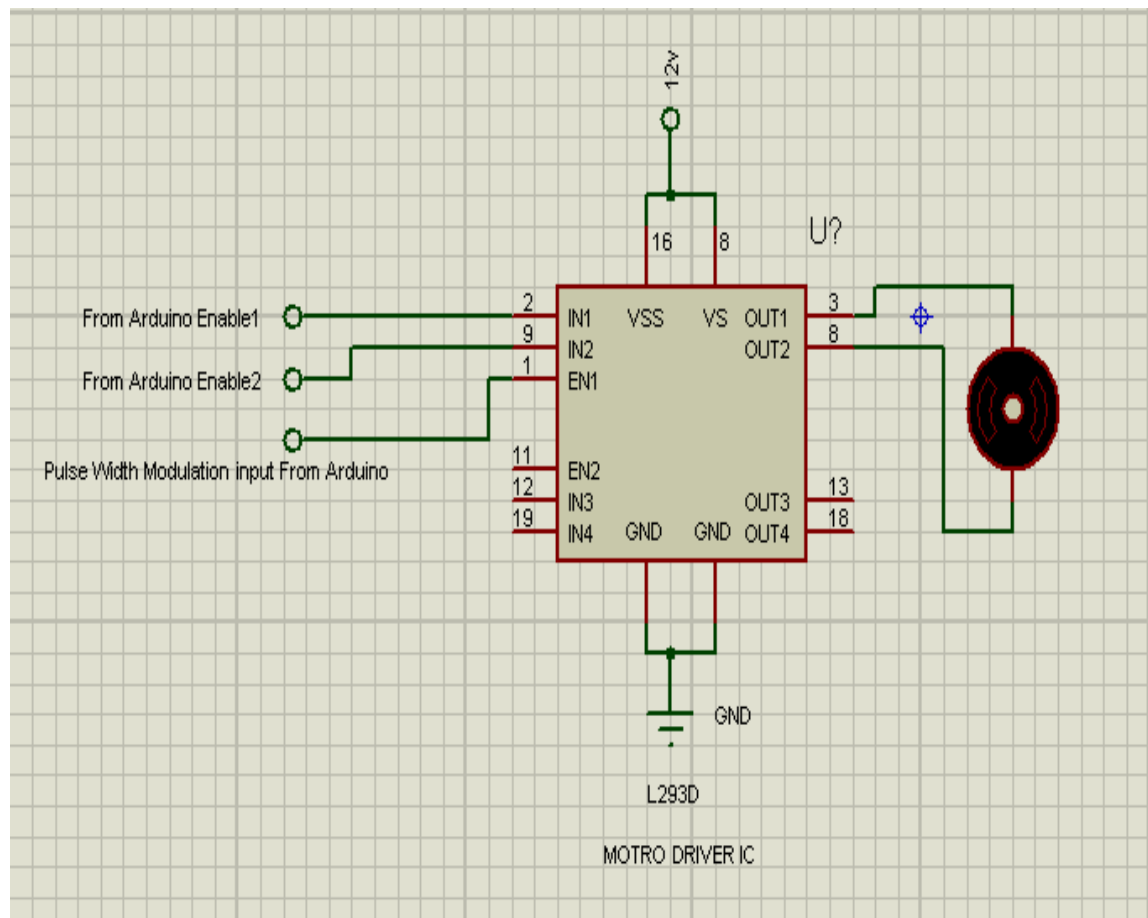 12v
U?
16
8
2
IN1
VSS
VS
OUT1
3
From Arduino Enable1
9
IN2
OUT2
8
From Arduino Enable2
1
EN1
Pulse Width Modulation input From Arduino
11
EN2
12
IN3
OUT3
13
19
IN4
GND
GND
OUT4
18
GND
L293D
MOTRO DRIVER IC